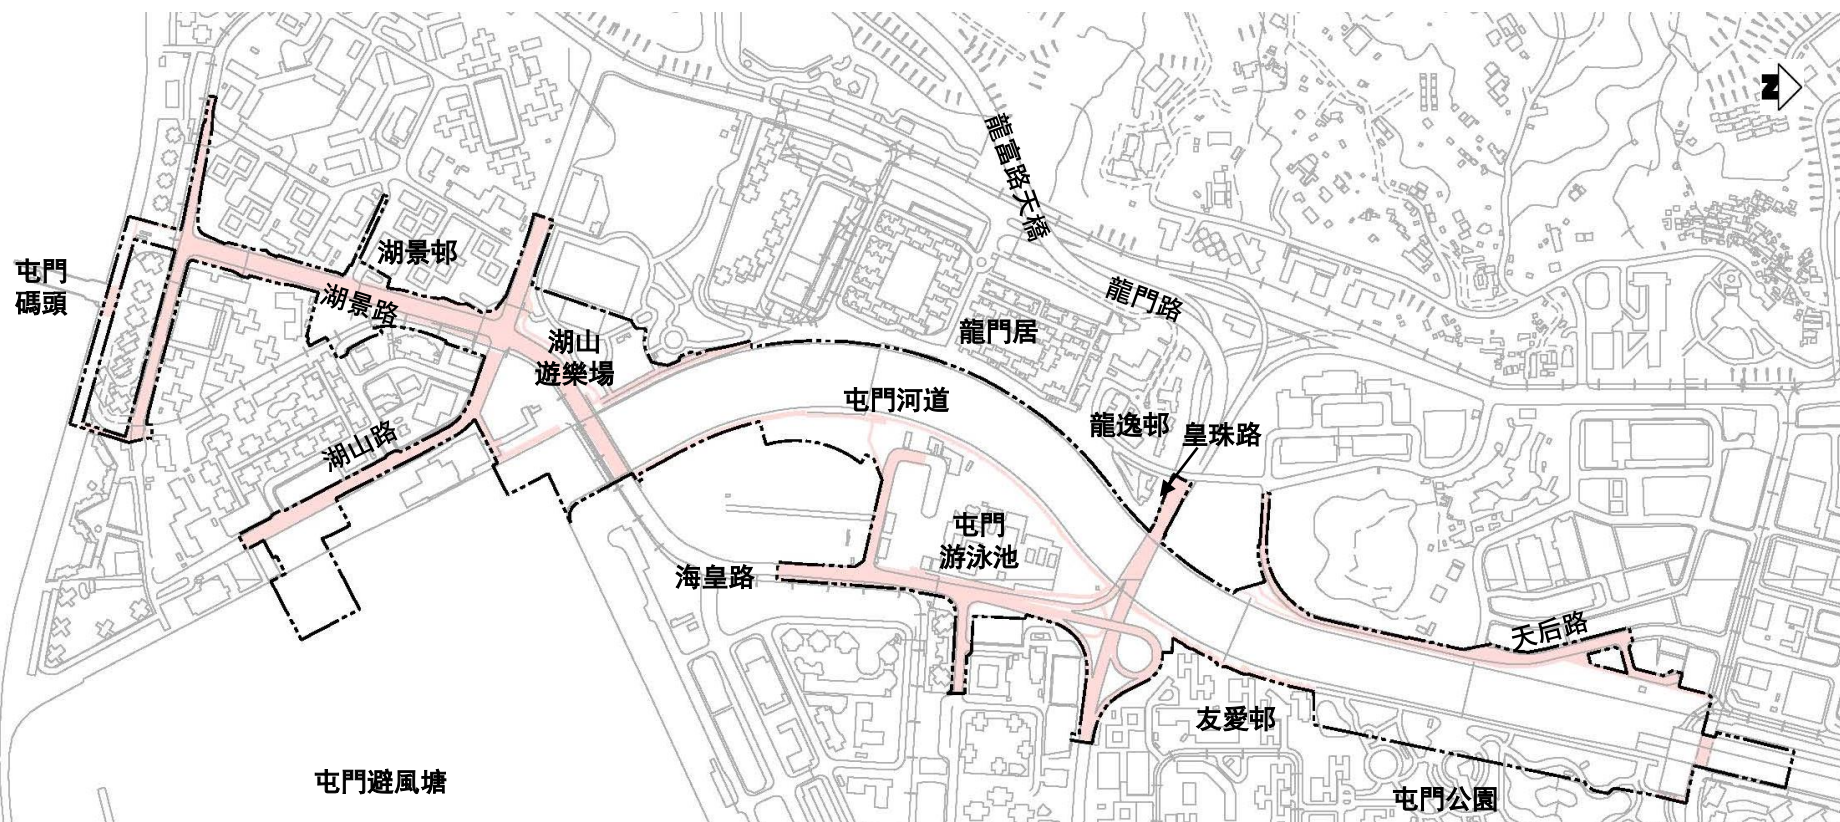 N
龍富路天橋
屯門
碼頭
湖景邨
湖景路
龍門路
湖山
遊樂場
龍門居
屯門河道
龍逸邨
皇珠路
湖山路
屯門
游泳池
海皇路
天后路
友愛邨
屯門避風塘
屯門公園